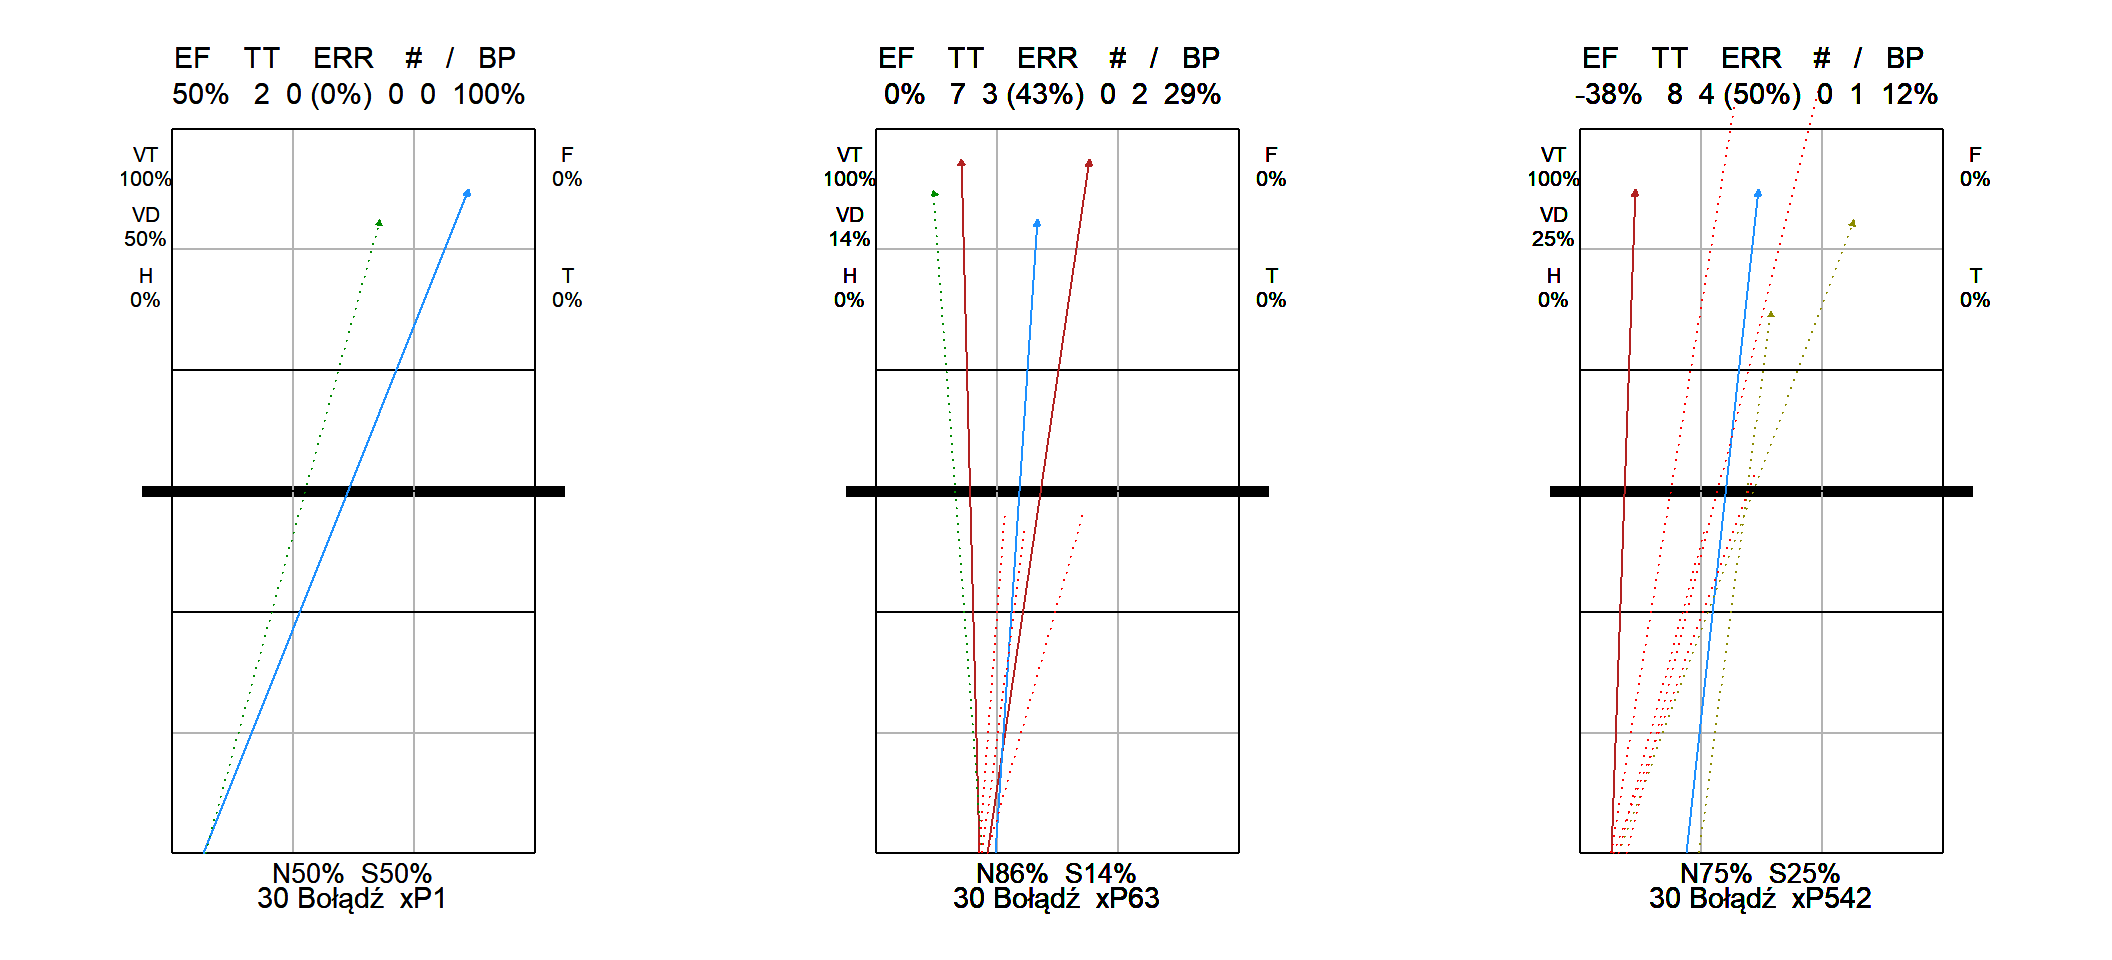 EF TT ERR # / BP
50% 2 0 (0%) 0 0 100%
VT
100%
VD
50%
H
0%
F
0%
T
0%
N50% S50%
30 Bołądź xP1
EF TT ERR # / BP
0% 7 3 (43%) 0 2 29%
VT
100%
VD
14%
H
0%
F
0%
T
0%
N86% S14%
30 Bołądź xP63
EF TT ERR # / BP
-38% 8 4 (50%) 0 1 12%
VT
100%
VD
25%
H
0%
F
0%
T
0%
N75% S25%
30 Bołądź xP542